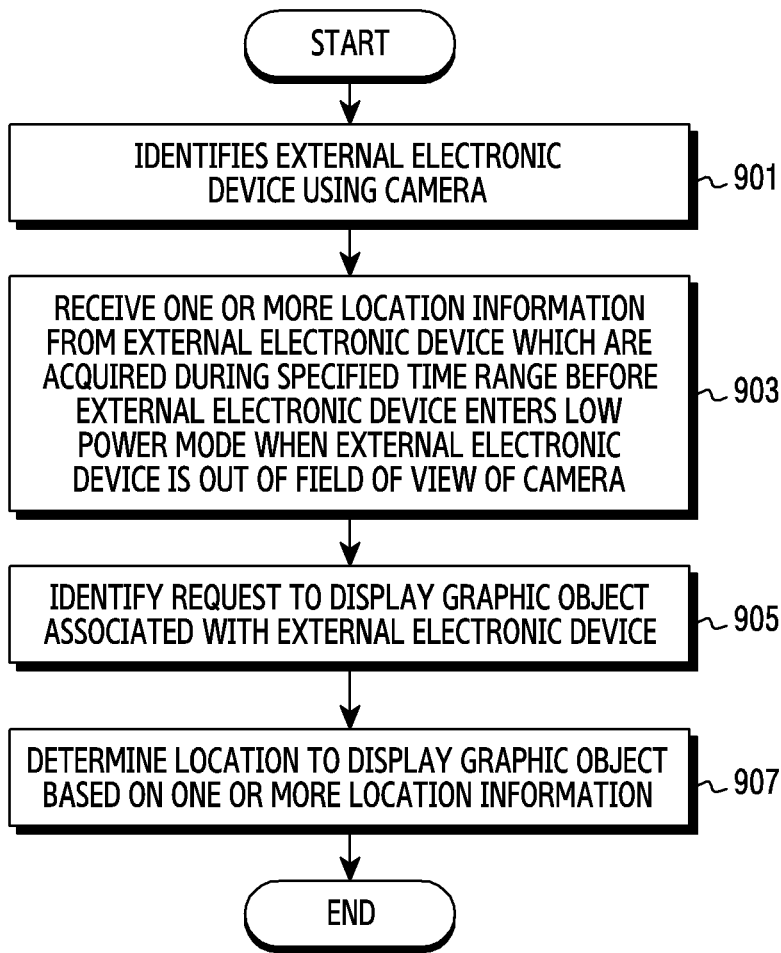 START
IDENTIFIES EXTERNAL ELECTRONIC
DEVICE USING CAMERA
901
RECEIVE ONE OR MORE LOCATION INFORMATION
FROM EXTERNAL ELECTRONIC DEVICE WHICH ARE
ACQUIRED DURING SPECIFIED TIME RANGE BEFORE
EXTERNAL ELECTRONIC DEVICE ENTERS LOW
POWER MODE WHEN EXTERNAL ELECTRONIC
DEVICE IS OUT OF FIELD OF VIEW OF CAMERA
903
IDENTIFY REQUEST TO DISPLAY GRAPHIC OBJECT
ASSOCIATED WITH EXTERNAL ELECTRONIC DEVICE
905
DETERMINE LOCATION TO DISPLAY GRAPHIC OBJECT
BASED ON ONE OR MORE LOCATION INFORMATION
907
END